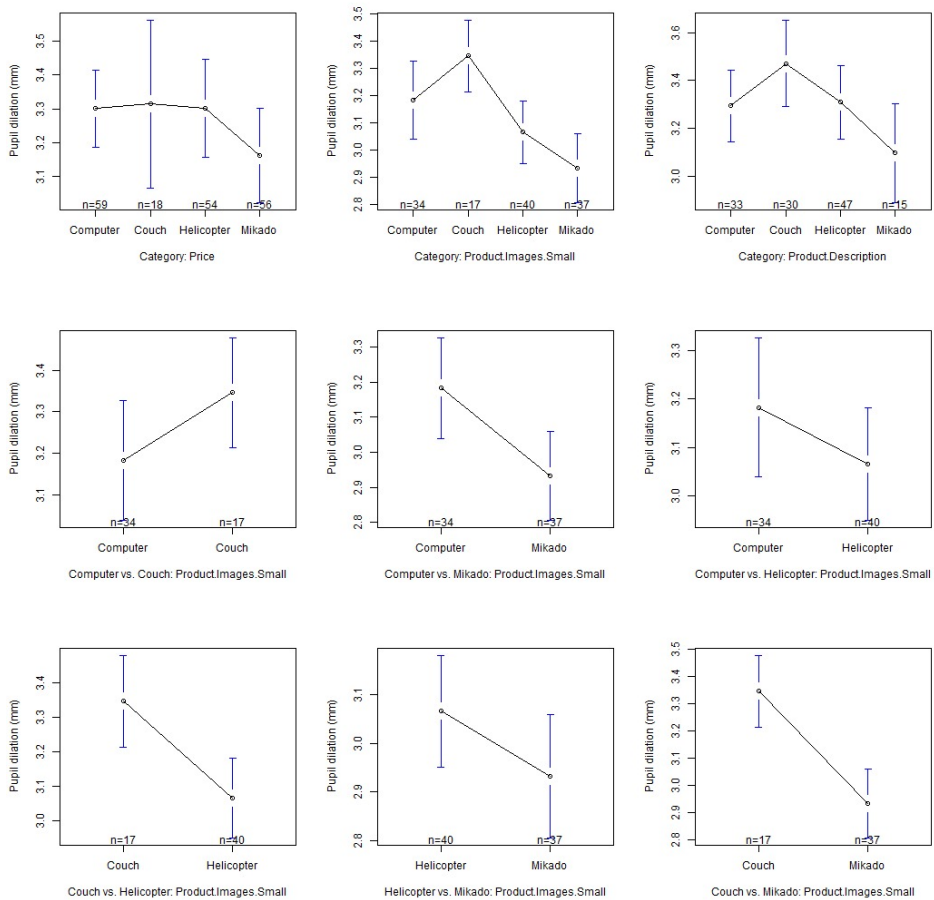 Pupil dilation (mm)
3.5
3.4
3.3
3.2
3.1
n=59 n=18 n=54 n=56
Computer Couch Helicopter Mikado
Category: Price
Pupil dilation (mm)
3.5
3.4
3.3
3.2
3.1
3.0
2.9
2.8
n=34 n=17 n=40 n=37
Computer Couch Helicopter Mikado
Category: Product.Images.Small
Pupil dilation (mm)
3.6
3.4
3.2
3.0
n=33 n=30 n=47 n=15
Computer Couch Helicopter Mikado
Category: Product.Description
Pupil dilation (mm)
3.4
3.3
3.2
3.1
n=34 n=17
Computer Couch
Computer vs. Couch: Product.Images.Small
Pupil dilation (mm)
3.3
3.2
3.1
3.0
2.9
2.8
n=34 n=37
Computer Mikado
Computer vs. Mikado: Product.Images.Small
Pupil dilation (mm)
3.3
3.2
3.1
3.0
n=34 n=40
Computer Helicopter
Computer vs. Helicopter: Product.Images.Small
Pupil dilation (mm)
3.4
3.3
3.2
3.1
3.0
n=17 n=40
Couch Helicopter
Couch vs. Helicopter: Product.Images.Small
Pupil dilation (mm)
3.1
3.0
2.9
2.8
n=40 n=37
Helicopter Mikado
Helicopter vs. Mikado: Product.Images.Small
Pupil dilation (mm)
3.5
3.4
3.3
3.2
3.1
3.0
2.9
2.8
n=17 n=37
Couch Mikado
Couch vs. Mikado: Product.Images.Small